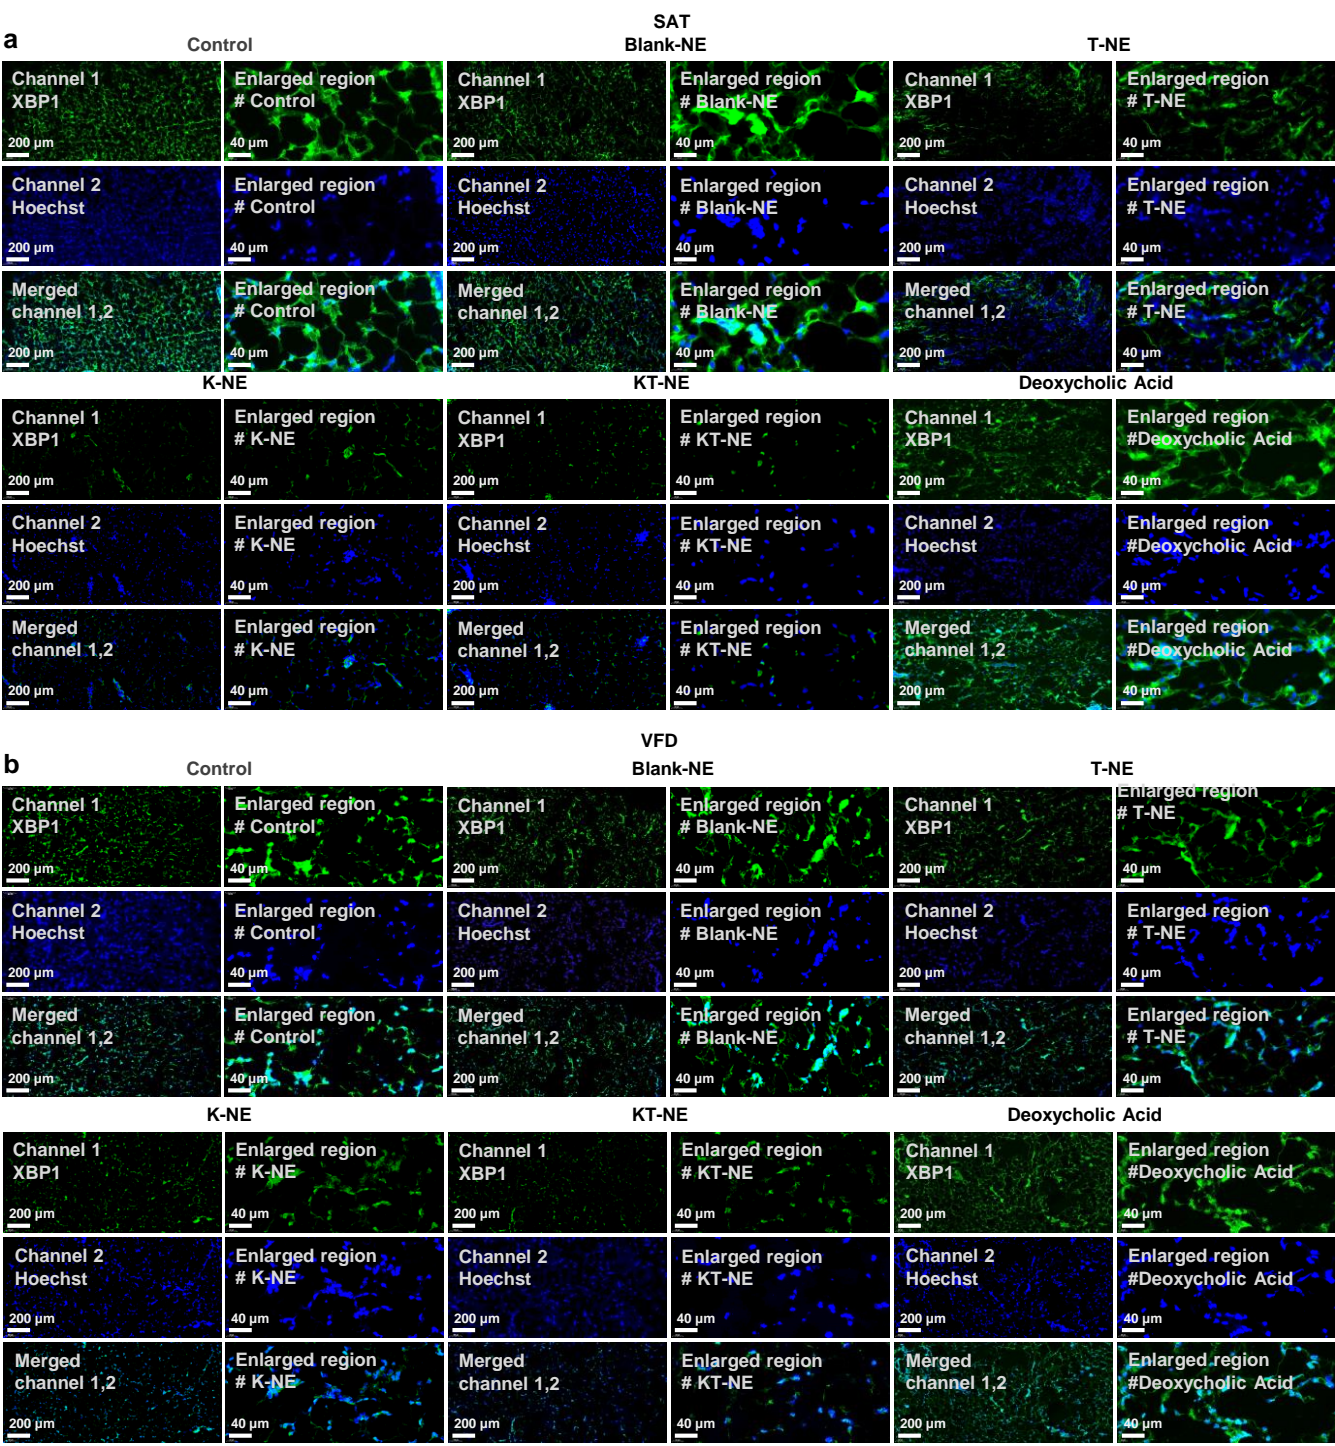 SAT
a
Control
Blank-NE
T-NE
Channel 1
XBP1
200 µm
Enlarged region
# Control
40 µm
Channel 1
XBP1
200 µm
Enlarged region
# Blank-NE
40 µm
Channel 1
XBP1
200 µm
Enlarged region
# T-NE
40 µm
Channel 2
Hoechst
200 µm
Enlarged region
# Control
40 µm
Channel 2
Hoechst
200 µm
Enlarged region
# Blank-NE
40 µm
Channel 2
Hoechst
200 µm
Enlarged region
# T-NE
40 µm
Merged
channel 1,2
200 µm
Enlarged region
# Control
40 µm
Merged
channel 1,2
200 µm
Enlarged region
# Blank-NE
40 µm
Merged
channel 1,2
200 µm
Enlarged region
# T-NE
40 µm
K-NE
KT-NE
Deoxycholic Acid
Channel 1
XBP1
200 µm
Enlarged region
# K-NE
40 µm
Channel 1
XBP1
200 µm
Enlarged region
# KT-NE
40 µm
Channel 1
XBP1
200 µm
Enlarged region
#Deoxycholic Acid
40 µm
Channel 2
Hoechst
200 µm
Enlarged region
# K-NE
40 µm
Channel 2
Hoechst
200 µm
Enlarged region
# KT-NE
40 µm
Channel 2
Hoechst
200 µm
Enlarged region
#Deoxycholic Acid
40 µm
Merged
channel 1,2
200 µm
Enlarged region
# K-NE
40 µm
Merged
channel 1,2
200 µm
Enlarged region
# KT-NE
40 µm
Merged
channel 1,2
200 µm
Enlarged region
#Deoxycholic Acid
40 µm
VFD
b
Control
Blank-NE
T-NE
Channel 1
XBP1
200 µm
Enlarged region
# Control
40 µm
Channel 1
XBP1
200 µm
Enlarged region
# Blank-NE
40 µm
Channel 1
XBP1
200 µm
Enlarged region
# T-NE
40 µm
Channel 2
Hoechst
200 µm
Enlarged region
# Control
40 µm
Channel 2
Hoechst
200 µm
Enlarged region
# Blank-NE
40 µm
Channel 2
Hoechst
200 µm
Enlarged region
# T-NE
40 µm
Merged
channel 1,2
200 µm
Enlarged region
# Control
40 µm
Merged
channel 1,2
200 µm
Enlarged region
# Blank-NE
40 µm
Merged
channel 1,2
200 µm
Enlarged region
# T-NE
40 µm
K-NE
KT-NE
Deoxycholic Acid
Channel 1
XBP1
200 µm
Enlarged region
# K-NE
40 µm
Channel 1
XBP1
200 µm
Enlarged region
# KT-NE
40 µm
Channel 1
XBP1
200 µm
Enlarged region
#Deoxycholic Acid
40 µm
Channel 2
Hoechst
200 µm
Enlarged region
# K-NE
40 µm
Channel 2
Hoechst
200 µm
Enlarged region
# KT-NE
40 µm
Channel 2
Hoechst
200 µm
Enlarged region
#Deoxycholic Acid
40 µm
Merged
channel 1,2
200 µm
Enlarged region
# K-NE
40 µm
Merged
channel 1,2
200 µm
Enlarged region
# KT-NE
40 µm
Merged
channel 1,2
200 µm
Enlarged region
#Deoxycholic Acid
40 µm